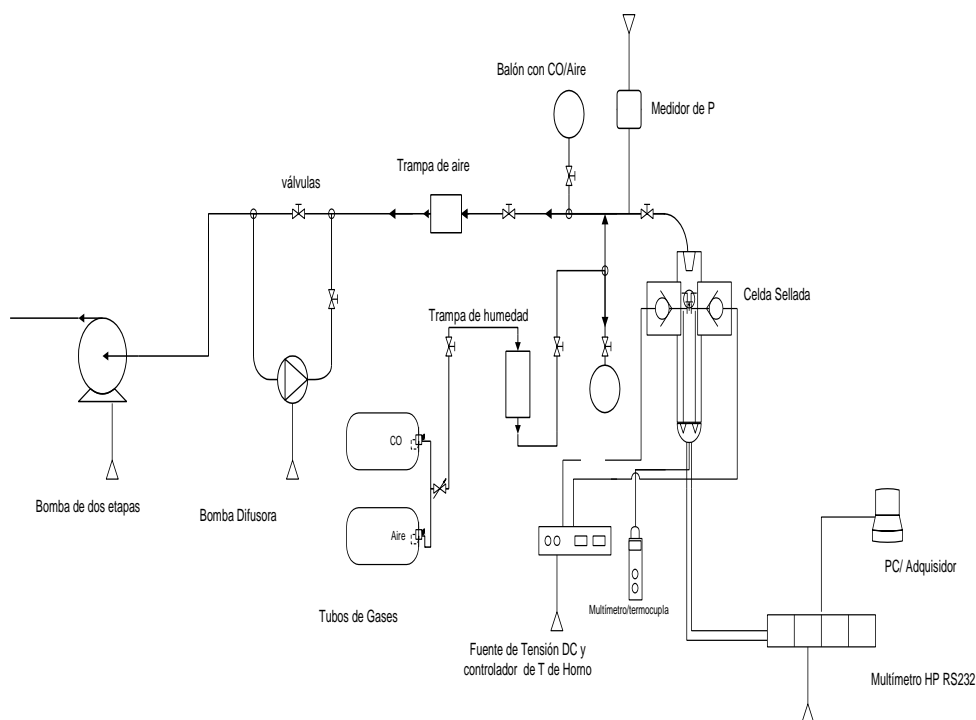 Balón con CO/Aire
Medidor de P
Trampa de aire
válvulas
Celda Sellada
Trampa de humedad
CO
Bomba de dos etapas
Bomba Difusora
Aire
PC/ Adquisidor
Tubos de Gases
Multímetro/termocupla
Fuente de Tensión DC y
controlador de T de Horno
Multímetro HP RS232